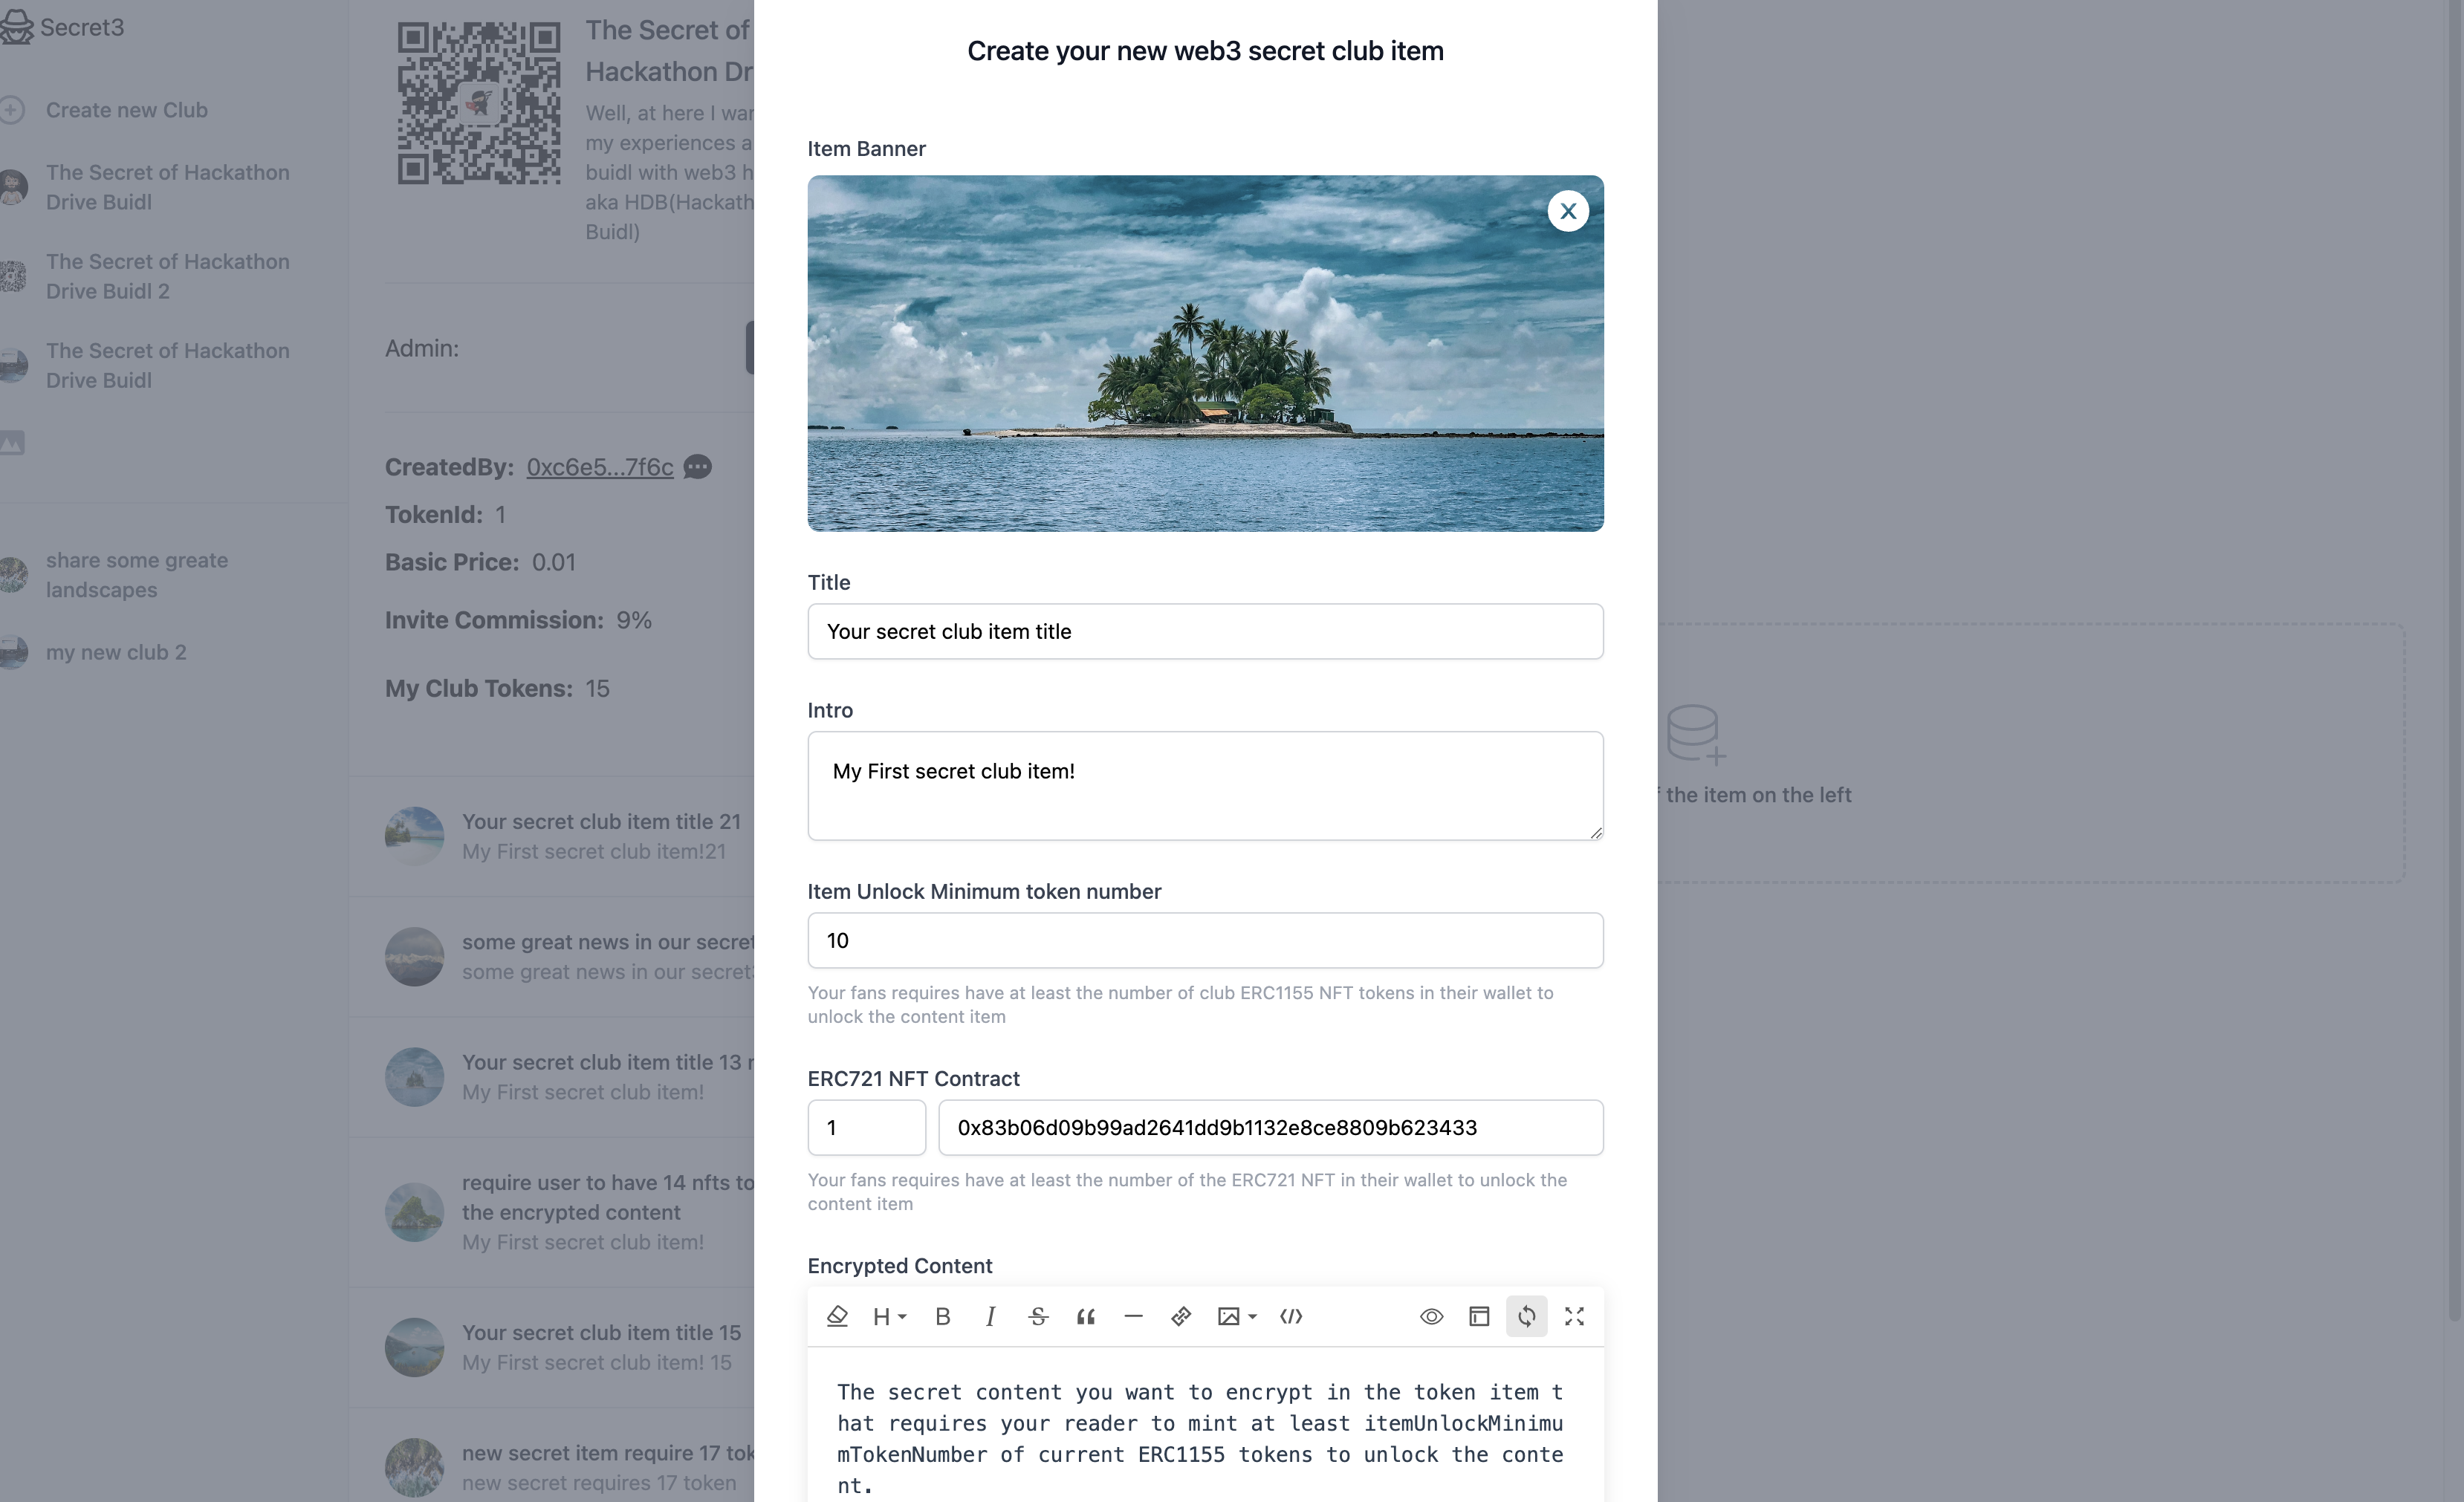 Secret3
Create new Club
The Secret of Hackathon
Drive Buidl
The Secret of Hackathon
Drive Buidl 2
The Secret of Hackathon
Drive Buidl
share some greate
landscapes
my new club 2
The Secret of
Hackathon Dr
Well, at here I war
my experiences a
buidl with web3 h
aka HDB(Hackath
Buidl)
Admin:
CreatedBy: 0xc6e5...7f6c
TokenId: 1
Basic Price: 0.01
Invite Commission: 9%
My Club Tokens: 15
Your secret club item title 21
My First secret club item!21
some great news in our secret
some great news in our secret3
Your secret club item title 13 r
My First secret club item!
require user to have 14 nfts to
the encrypted content
My First secret club item!
Your secret club item title 15
My First secret club item! 15
new secret item require 17 tok
new secret requires 17 token
Create your new web3 secret club item
Item Banner
X
Title
Your secret club item title
Intro
My First secret club item!
Item Unlock Minimum token number
10
Your fans requires have at least the number of club ERC1155 NFT tokens in their wallet to
unlock the content item
ERC721 NFT Contract
1
0x83b06d09b99ad2641dd9b1132e8ce8809b623433
Your fans requires have at least the number of the ERC721 NFT in their wallet to unlock the
content item
Encrypted Content
H B I S
The secret content you want to encrypt in the token item t
hat requires your reader to mint at least itemUnlockMinimu
mTokenNumber of current ERC1155 tokens to unlock the conte
nt.
the item on the left